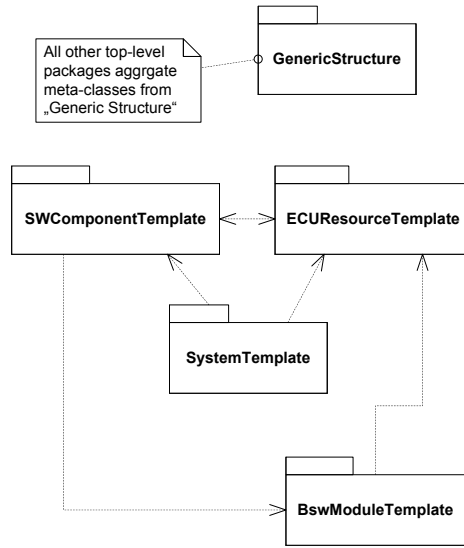 All other top-level
packages aggrgate
meta-classes from
„Generic Structure“
GenericStructure
SWComponentTemplate
ECUResourceTemplate
SystemTemplate
BswModuleTemplate